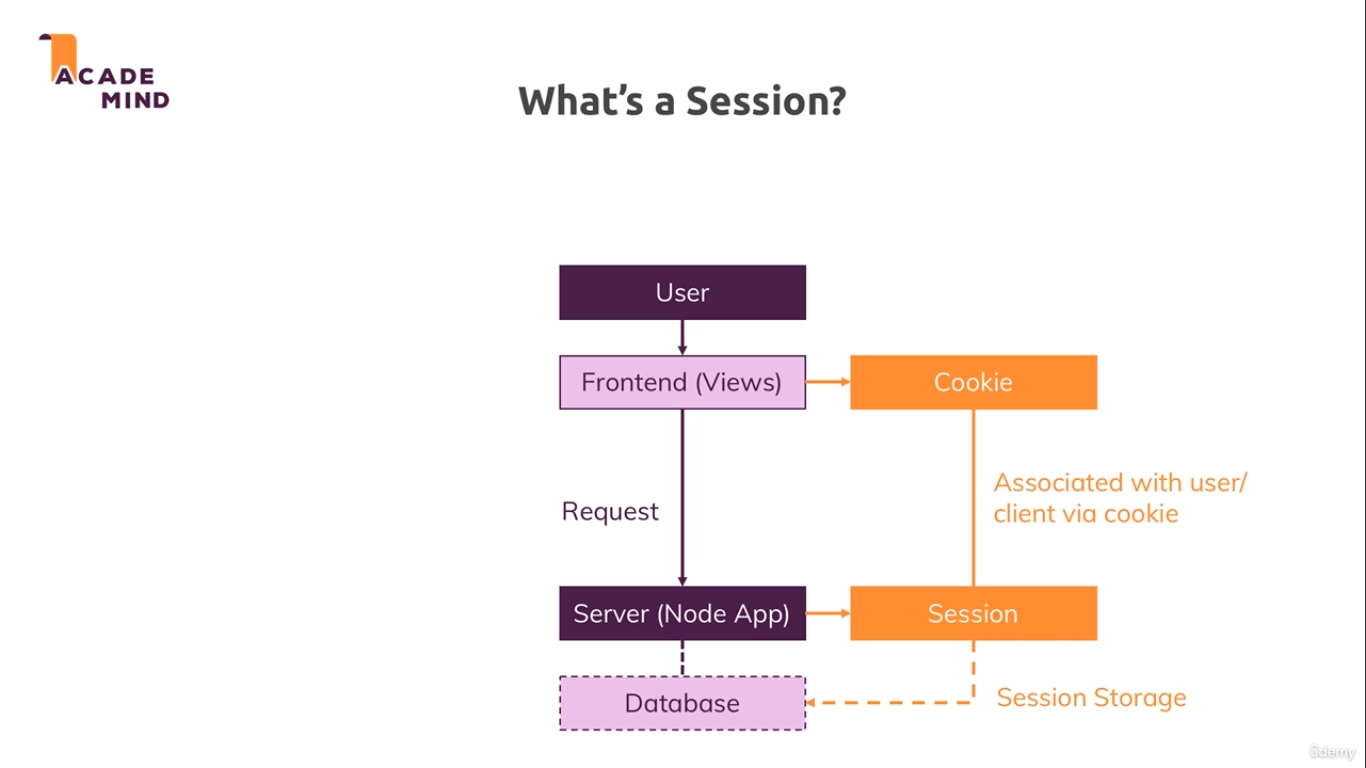 ACADE
MIND
What's a Session?
User
Frontend (Views)
Cookie
Associated with user/
client via cookie
Request
Server (Node App)
Session
Database
Session Storage
ûdemy